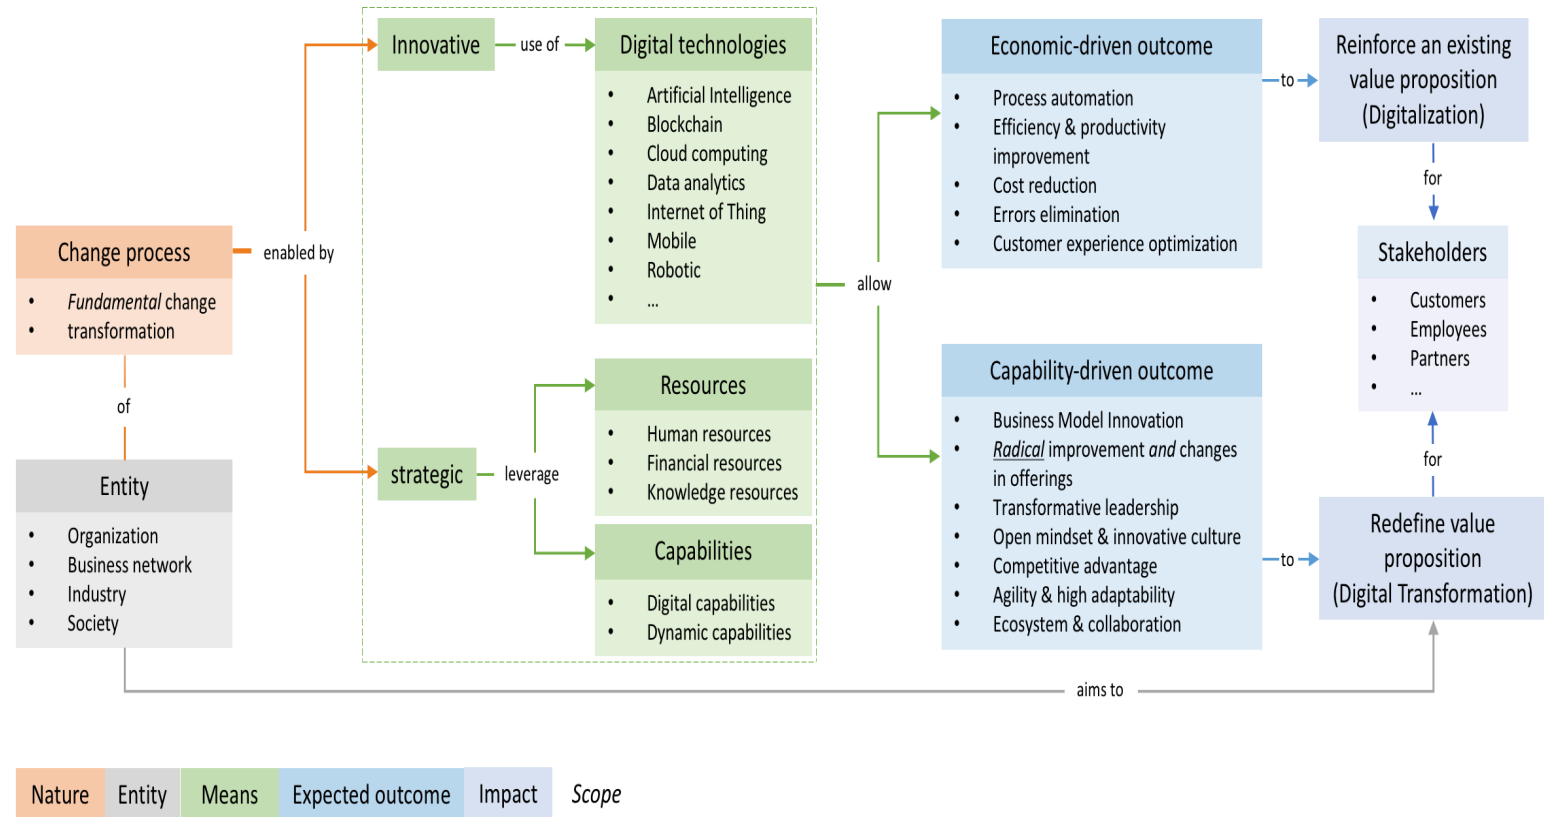 Change process
• Fundamental change
• transformation
of
Entity
• Organization
• Business network
• Industry
• Society
enabled by
Innovative
use of
Digital technologies
• Artificial Intelligence
• Blockchain
• Cloud computing
• Data analytics
• Internet of Thing
• Mobile
• Robotic
• ...
strategic
leverage
Resources
• Human resources
• Financial resources
• Knowledge resources
Capabilities
• Digital capabilities
• Dynamic capabilities
allow
Economic-driven outcome
• Process automation
• Efficiency & productivity
improvement
• Cost reduction
• Errors elimination
• Customer experience optimization
to
Reinforce an existing
value proposition
(Digitalization)
for
Stakeholders
• Customers
• Employees
• Partners
• ...
for
Capability-driven outcome
• Business Model Innovation
• Radical improvement and changes
in offerings
• Transformative leadership
• Open mindset & innovative culture
• Competitive advantage
• Agility & high adaptability
• Ecosystem & collaboration
to
Redefine value
proposition
(Digital Transformation)
aims to
Nature Entity Means Expected outcome Impact Scope